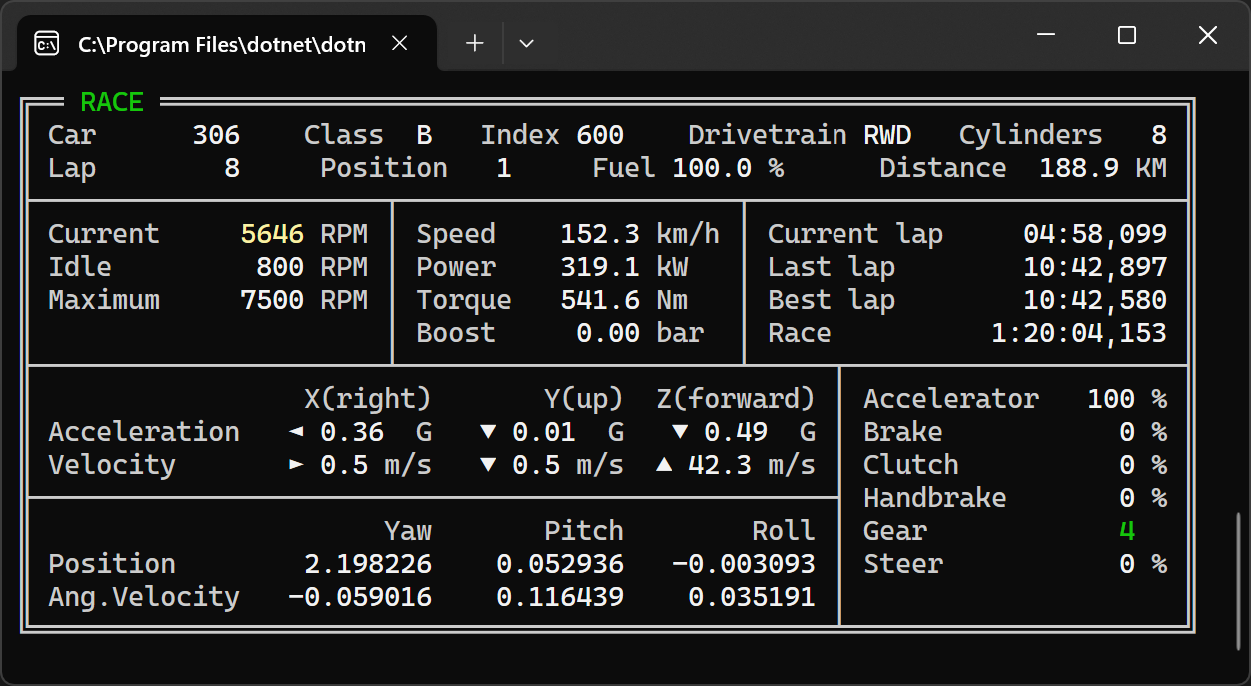 C:\Program Files\dotnet\dotn
RACE
Car 306 Class B Index 600 Drivetrain RWD Cylinders 8
Lap 8 Position 1 Fuel 100.0 % Distance 188.9 KM
Current 5646 RPM Speed 152.3 km/h Current lap 04:58,099
Idle 800 RPM Power 319.1 kW Last lap 10:42,897
Maximum 7500 RPM Torque 541.6 Nm Best lap 10:42,580
Boost 0.00 bar Race 1:20:04,153
X(right) Y(up) Z(forward) Accelerator 100 %
Acceleration ◄ 0.36 G ▼ 0.01 G ▼ 0.49 G Brake 0 %
Velocity ► 0.5 m/s ▼ 0.5 m/s ▲ 42.3 m/s Clutch 0 %
Handbrake 0 %
Yaw Pitch Roll Gear 4
Position 2.198226 0.052936 -0.003093 Steer 0 %
Ang.Velocity -0.059016 0.116439 0.035191